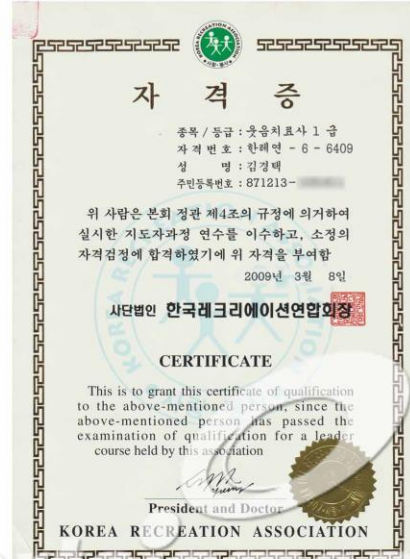 KOREA RECREATION ASSOCIATION
자 격 증
종목 / 등급 : 웃음치료사 1 급
자 격 번 호 : 한레연 - 6 - 6409
성 명 : 김경택
주민등록번호 : 871213-
위 사람은 본회 정관 제4조의 규정에 의거하여
실시한 지도자과정 연수를 이수하고, 소정의
자격검정에 합격하였기에 위 자격을 부여함
2009년 3월 8일
사단법인 한국레크리에이션연합회장
CERTIFICATE
This is to grant this certificate of qualification
to the above-mentioned person, since the
above-mentioned person has passed the
examination of qualification for a leader
course held by this association
President and Doctor
KOREA RECREATION ASSOCIATION